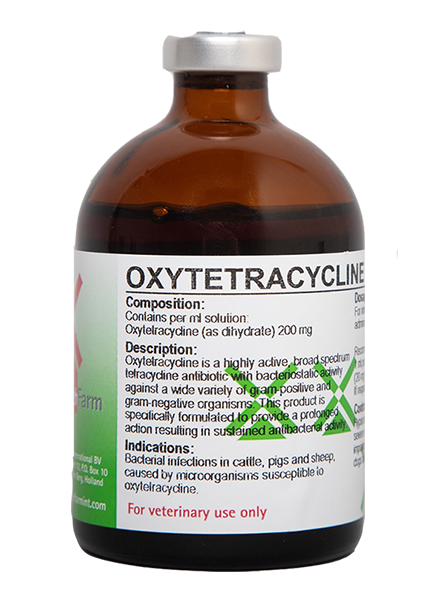 OXYTETRACYCLINE
Composition:
Contains per ml solution:
Oxytetracycline (as dihydrate) 200 mg
Description:
Oxytetracycline is a highly active, broad spectrum
tetracycline antibiotic with bacteriostatic activity
against a wide variety of gram-positive and
gram-negative organisms. This product is
specifically formulated to provide a prolonged
action resulting in sustained antibacterial activity.
Indications:
Bacterial infections in cattle, pigs and sheep,
caused by microorganisms susceptible to
oxytetracycline.
For veterinary use only
Farm
BV
P.O. Box 10
Holland
For